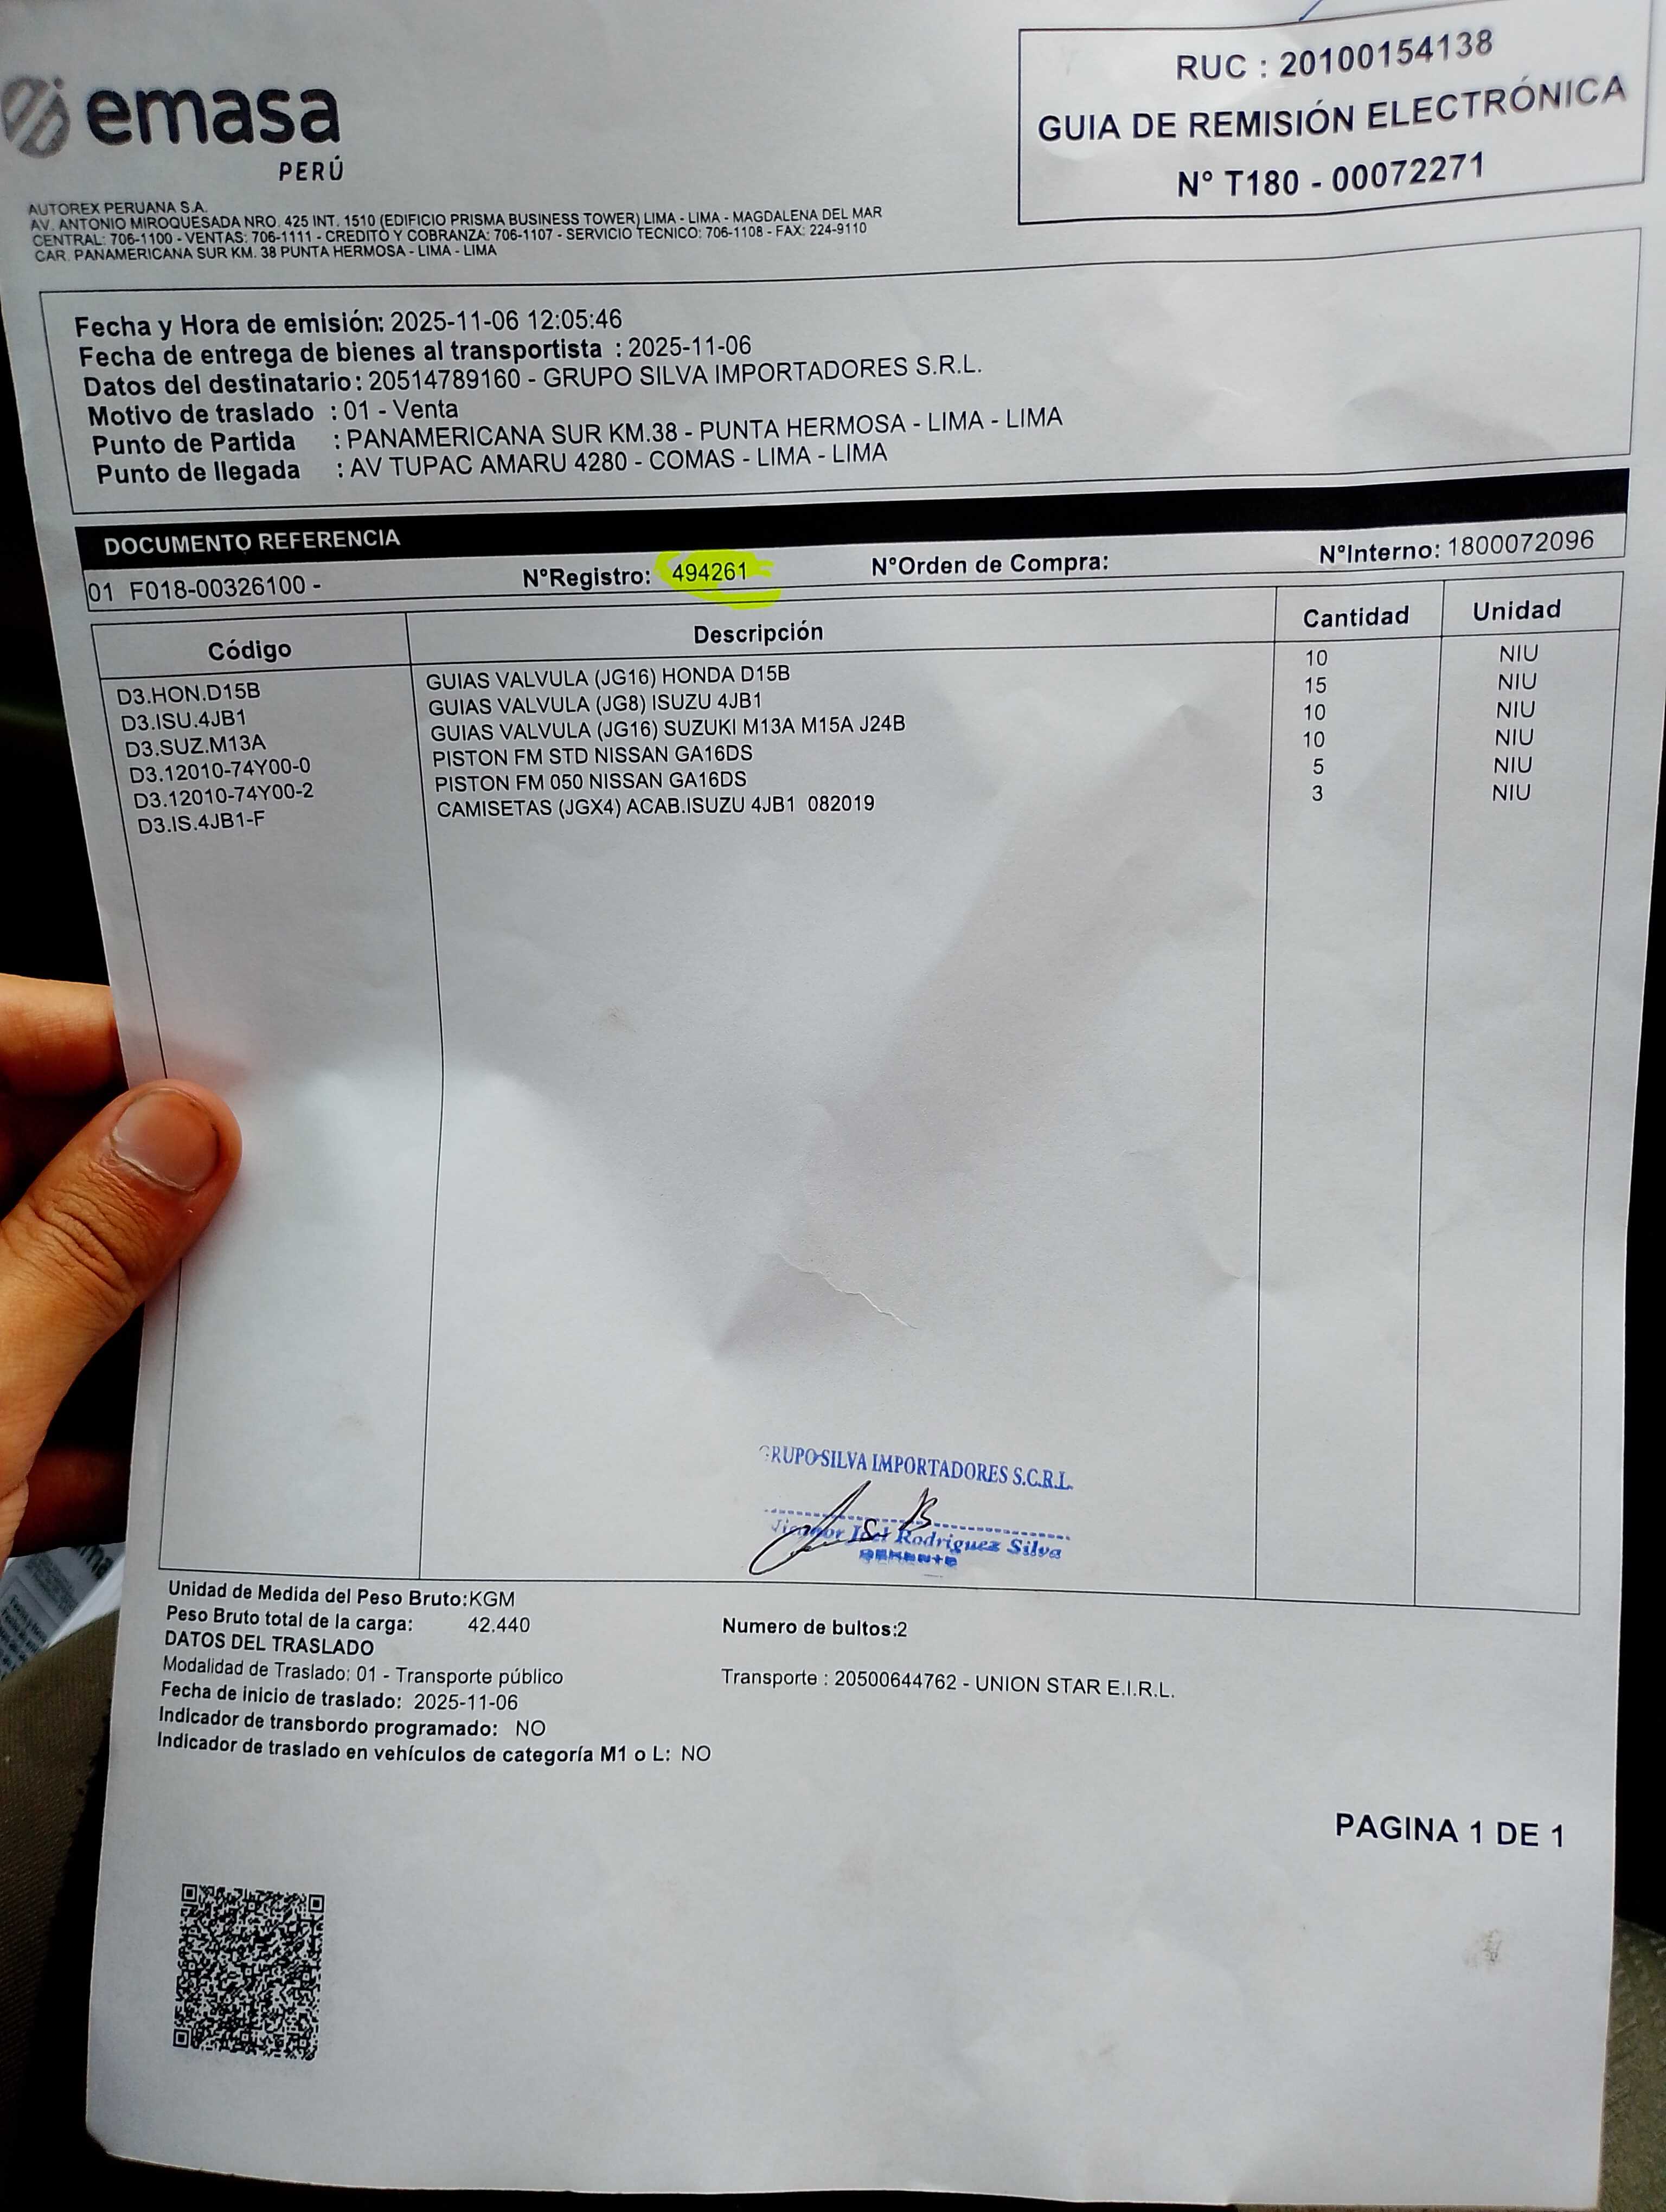 emasa
PERÚ
RUC : 20100154138
GUIA DE REMISIÓN ELECTRÓNICA
N° T180 - 00072271
AUTOREX PERUANA S.A.
AV. ANTONIO MIROQUESADA NRO. 425 INT. 1510 (EDIFICIO PRISMA BUSINESS TOWER) LIMA - LIMA - MAGDALENA DEL MAR
CENTRAL: 706-1100 - VENTAS: 706-1111 - CREDITO Y COBRANZA: 706-1107 - SERVICIO TECNICO: 706-1108 - FAX: 224-9110
CAR. PANAMERICANA SUR KM. 38 PUNTA HERMOSA - LIMA - LIMA
Fecha y Hora de emisión: 2025-11-06 12:05:46
Fecha de entrega de bienes al transportista : 2025-11-06
Datos del destinatario: 20514789160 - GRUPO SILVA IMPORTADORES S.R.L.
Motivo de traslado : 01 - Venta
Punto de Partida : PANAMERICANA SUR KM.38 - PUNTA HERMOSA - LIMA - LIMA
Punto de llegada : AV TUPAC AMARU 4280 - COMAS - LIMA - LIMA
DOCUMENTO REFERENCIA
01 F018-00326100 - N°Registro: 494261 N°Orden de Compra: N°Interno: 1800072096
Código Descripción Cantidad Unidad
D3.HON.D15B GUIAS VALVULA (JG16) HONDA D15B 10 NIU
D3.ISU.4JB1 GUIAS VALVULA (JG8) ISUZU 4JB1 15 NIU
D3.SUZ.M13A GUIAS VALVULA (JG16) SUZUKI M13A M15A J24B 10 NIU
D3.12010-74Y00-0 PISTON FM STD NISSAN GA16DS 10 NIU
D3.12010-74Y00-2 PISTON FM 050 NISSAN GA16DS 5 NIU
D3.IS.4JB1-F CAMISETAS (JGX4) ACAB.ISUZU 4JB1 082019 3 NIU
GRUPO SILVA IMPORTADORES S.C.R.L.
Rodriguez Silva
GERENTE
Unidad de Medida del Peso Bruto:KGM
Peso Bruto total de la carga: 42.440 Numero de bultos:2
DATOS DEL TRASLADO
Modalidad de Traslado: 01 - Transporte público Transporte : 20500644762 - UNION STAR E.I.R.L.
Fecha de inicio de traslado: 2025-11-06
Indicador de transbordo programado: NO
Indicador de traslado en vehículos de categoría M1 o L: NO
PAGINA 1 DE 1